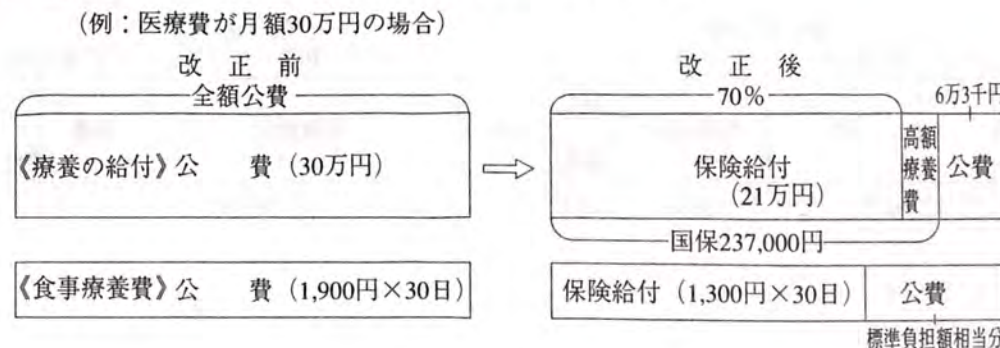 (例：医療費が月額30万円の場合)
改 正 前
全額公費
《療養の給付》公　　費（30万円）
《食事療養費》公　　費（1,900円×30日）
改 正 後
70%
6万3千円
保険給付
（21万円）
高額
療養
費
公費
国保237,000円
保険給付（1,300円×30日）
公費
標準負担額相当分